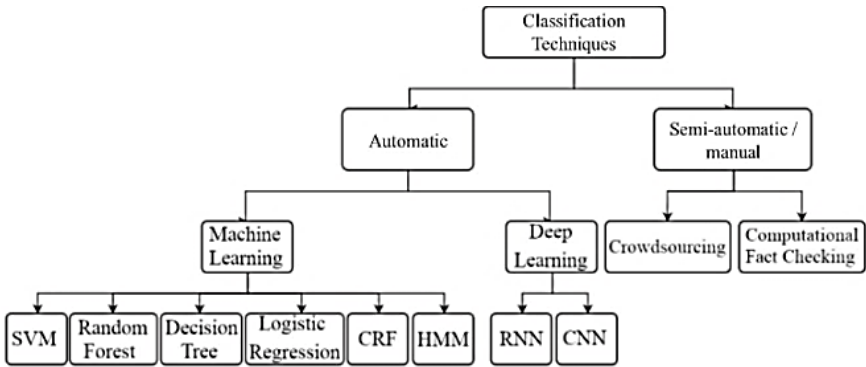 Classification
Techniques
Automatic
Semi-automatic /
manual
Machine
Learning
Deep
Learning
Crowdsourcing
Computational
Fact Checking
SVM
Random
Forest
Decision
Tree
Logistic
Regression
CRF
HMM
RNN
CNN